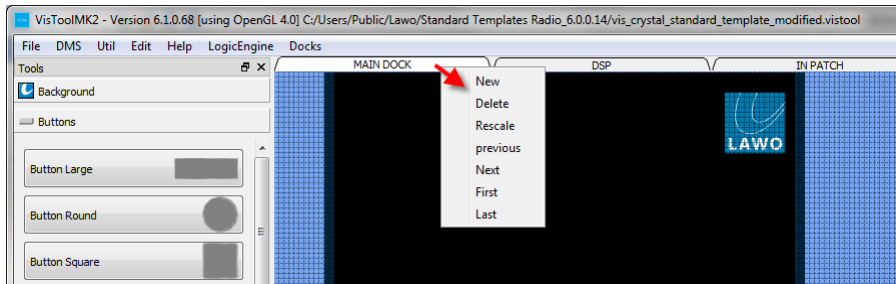 VisToolMK2 - Version 6.1.0.68 [using OpenGL 4.0] C:/Users/Public/Lawo/Standard Templates Radio_6.0.0.14/vis_crystal_standard_template_modified.vistool
File DMS Util Edit Help LogicEngine Docks
Tools
MAIN DOCK DSP IN PATCH
Background
Buttons
Button Large
Button Round
Button Square
New
Delete
Rescale
previous
Next
First
Last
LAWO